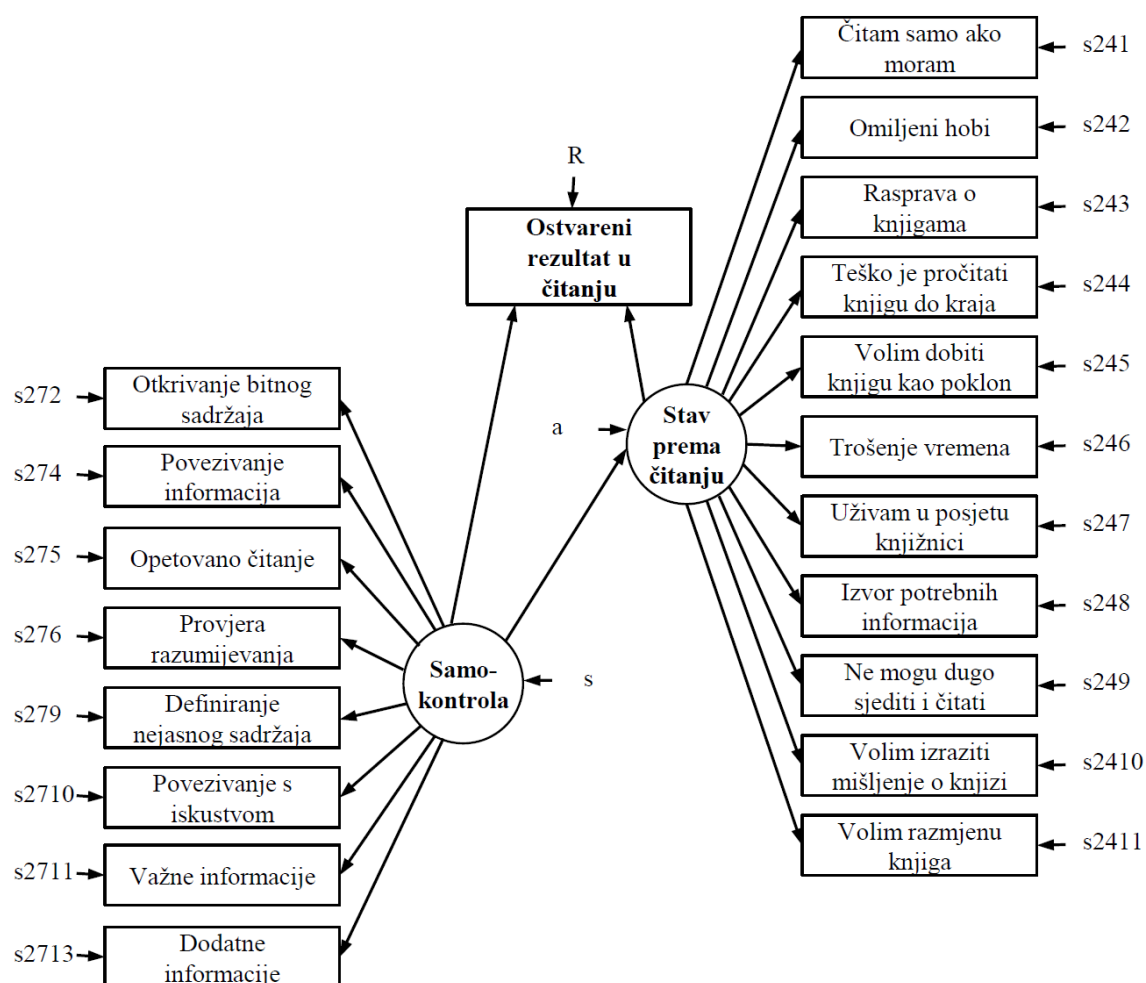 Čitam samo ako
moram
s241
Omiljeni hobi
s242
R
Rasprava o
knjigama
s243
Ostvareni
rezultat u
čitanju
Teško je pročitati
knjigu do kraja
s244
Volim dobiti
knjigu kao poklon
s245
s272
Otkrivanje bitnog
sadržaja
a
Stav
prema
čitanju
Trošenje vremena
s246
s274
Povezivanje
informacija
Uživam u posjetu
knjižnici
s247
s275
Opetovano čitanje
Izvor potrebnih
informacija
s248
s276
Provjera
razumijevanja
Samo-
kontrola
s
Ne mogu dugo
sjediti i čitati
s249
s279
Definiranje
nejasnog sadržaja
Volim izraziti
mišljenje o knjizi
s2410
s2710
Povezivanje s
iskustvom
Volim razmjenu
knjiga
s2411
s2711
Važne informacije
s2713
Dodatne
informacije